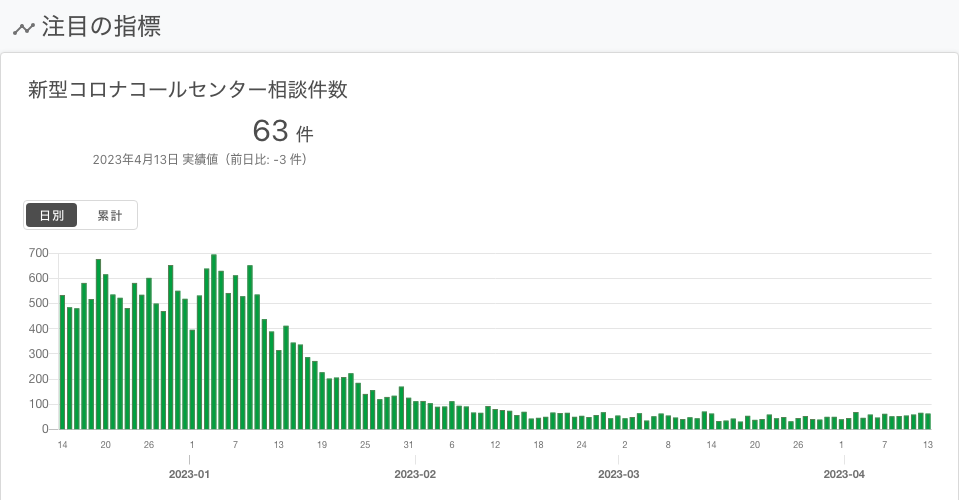 注目の指標
新型コロナコールセンター相談件数
63 件
2023年4月13日 実績値（前日比: -3 件）
日別 累計
700
600
500
400
300
200
100
0
14 20 26 1 7 13 19 25 31 6 12 18 24 2 8 14 20 26 1 7 13
2023-01 2023-02 2023-03 2023-04